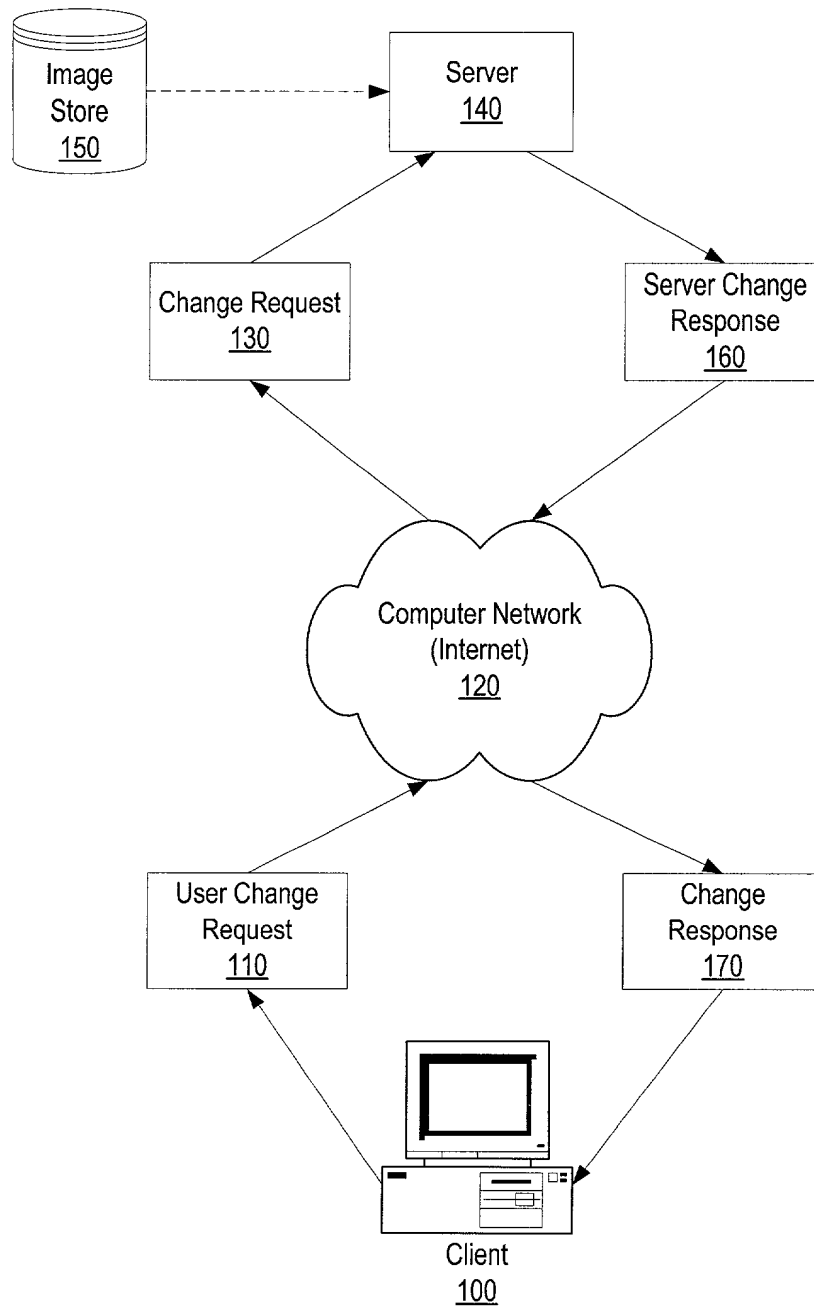 Image
Store
150
Server
140
Change Request
130
Server Change
Response
160
Computer Network
(Internet)
120
User Change
Request
110
Change
Response
170
Client
100